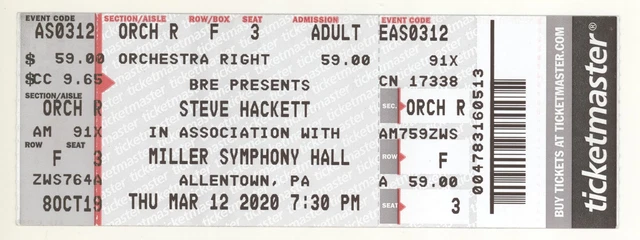 EVENT CODE SECTION/AISLE ROW/BOX SEAT ADMISSION EVENT CODE
AS0312 ORCH R F 3 ADULT EAS0312
$ 59.00 ORCHESTRA RIGHT 59.00 91X
$CC 9.65 BRE PRESENTS CN 17338
SECTION/AISLE
ORCH R STEVE HACKETT SEC. ORCH R
AM 91X IN ASSOCIATION WITH AM759ZWS
ROW SEAT
F 3 MILLER SYMPHONY HALL ROW F
ZWS764A ALLENTOWN, PA A 59.00
8OCT19 THU MAR 12 2020 7:30 PM SEAT 3
004783160513
BUY TICKETS AT TICKETMASTER.COM
ticketmaster®